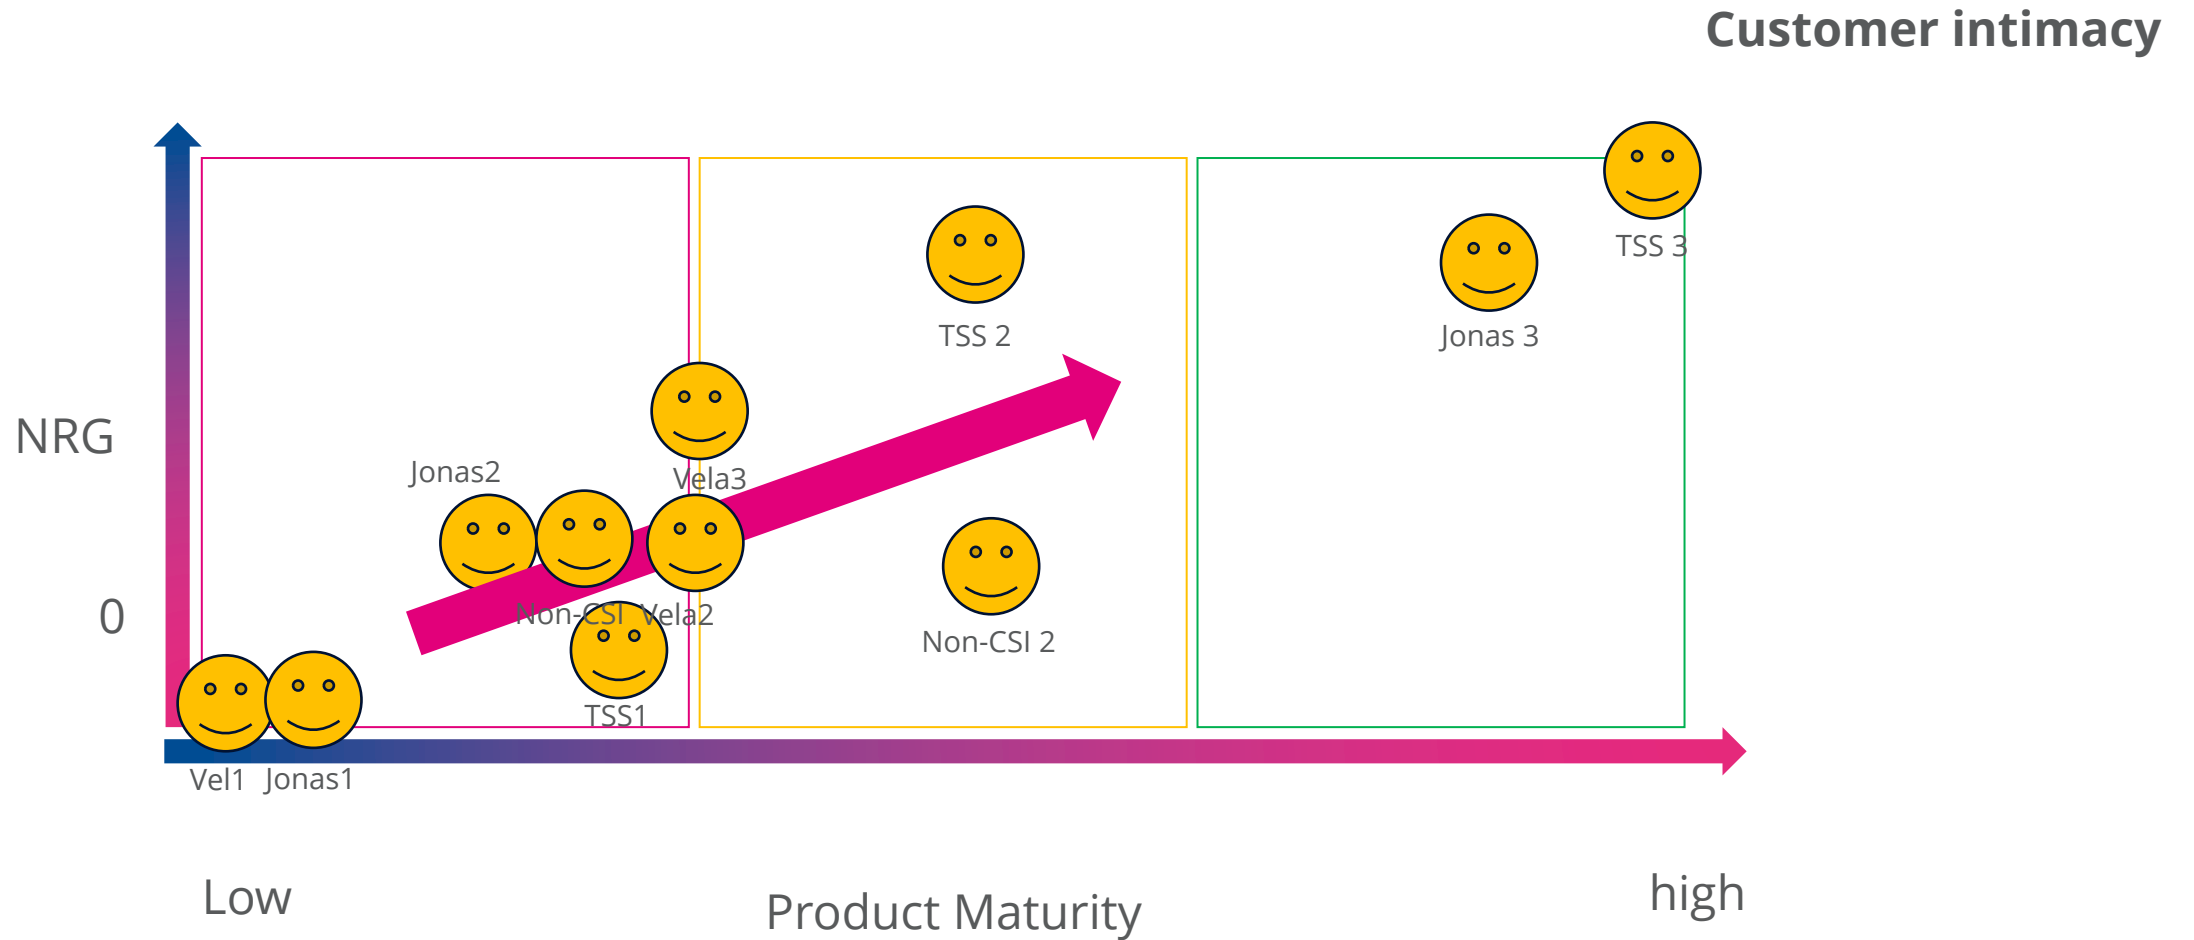 Customer intimacy
TSS 3
TSS 2
Jonas 3
NRG
Jonas2
Vela3
0
Non-CSI
Vela2
Non-CSI 2
TSS1
Vel1
Jonas1
Low
Product Maturity
high